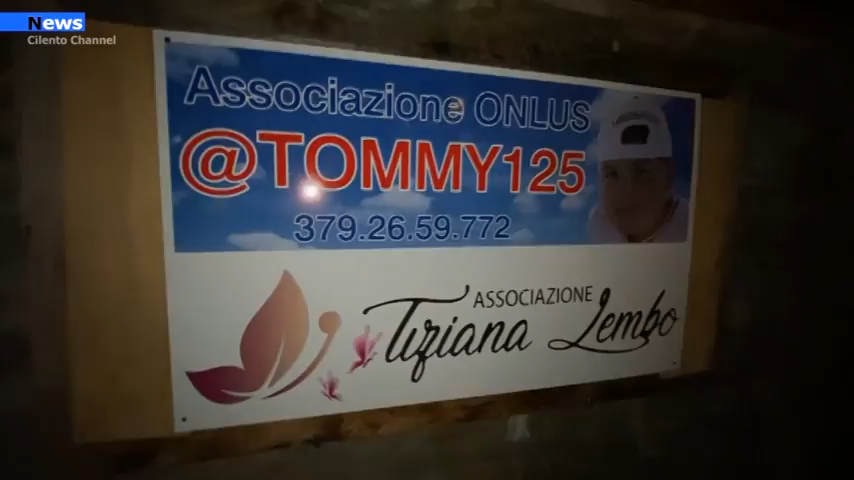 News
Cilento Channel
Associazione ONLUS
@TOMMY125
379.26.59.772
ASSOCIAZIONE
Tiziana Lembo